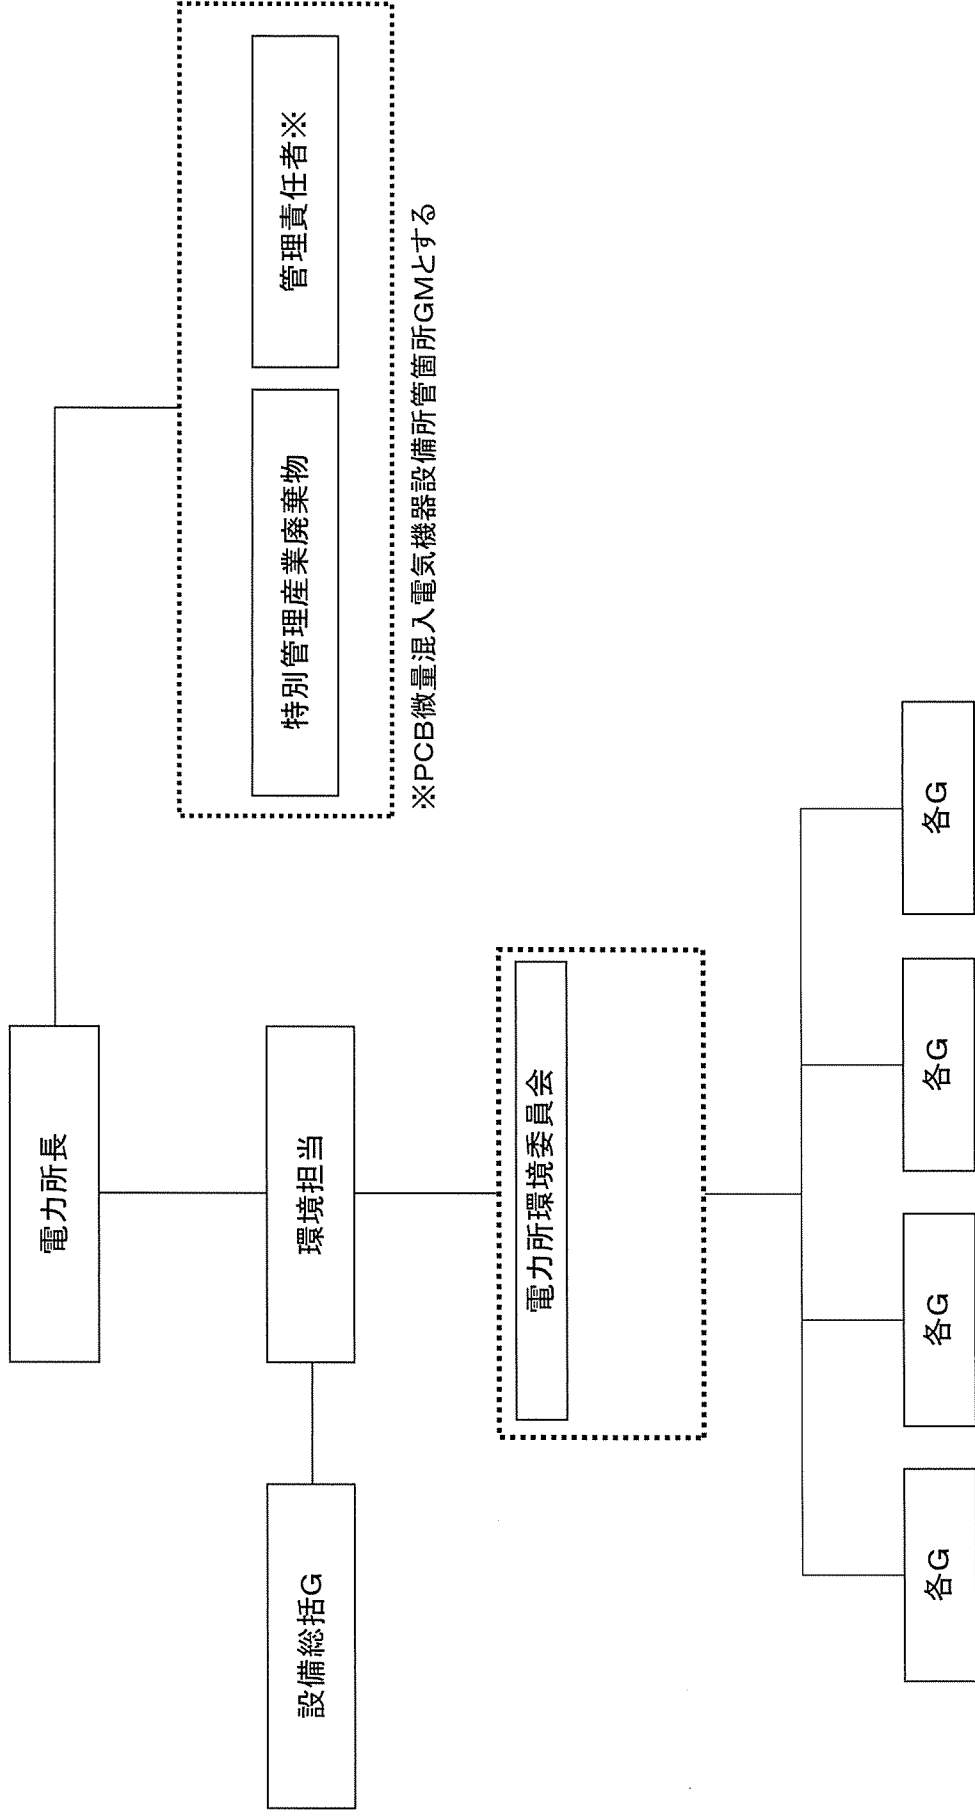 電力所長
特別管理産業廃棄物
管理責任者※
※PCB微量混入電気機器設備所管箇所GMとする
設備総括G
環境担当
電力所環境委員会
各G
各G
各G
各G